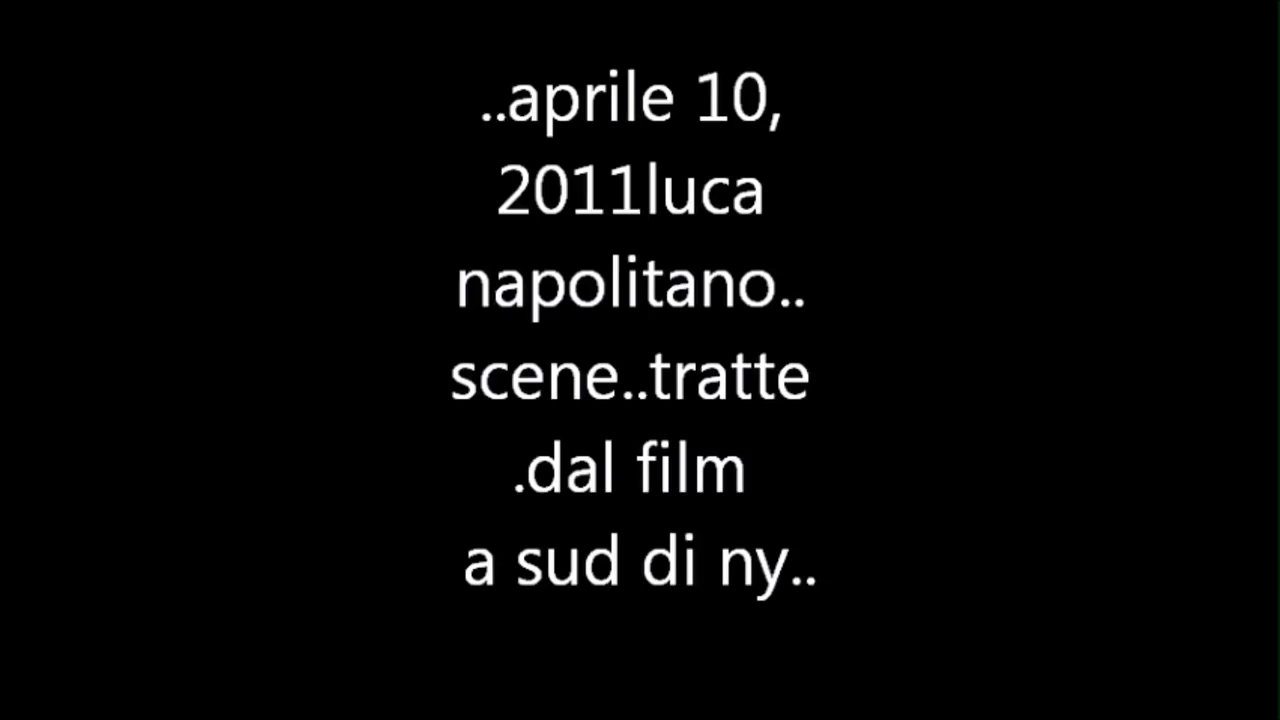 ..aprile 10,
2011luca
napolitano..
scene..tratte
.dal film
a sud di ny..